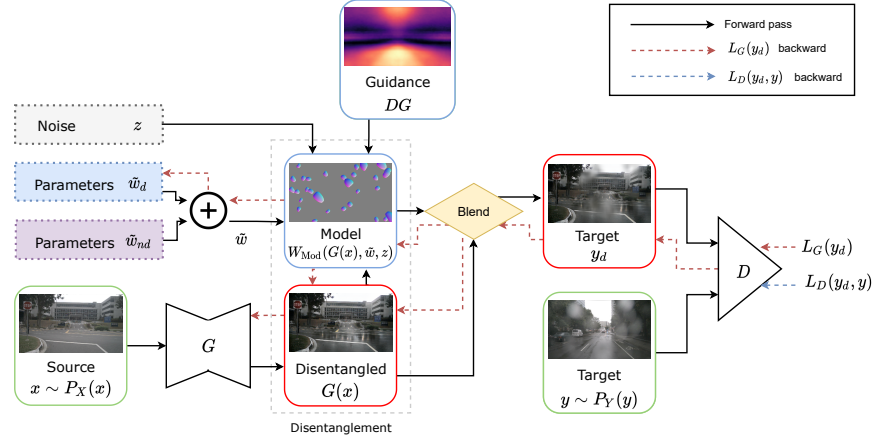 Forward pass
L_G(y_d) backward
L_D(y_d, y) backward
Guidance
DG
Noise z
Parameters w̃_d
Parameters w̃_{nd}
+
w̃
Model
W_Mod(G(x), w̃, z)
Blend
Target
y_d
D
L_G(y_d)
L_D(y_d, y)
Source
x ∼ P_X(x)
G
Disentangled
G(x)
Target
y ∼ P_Y(y)
Disentanglement